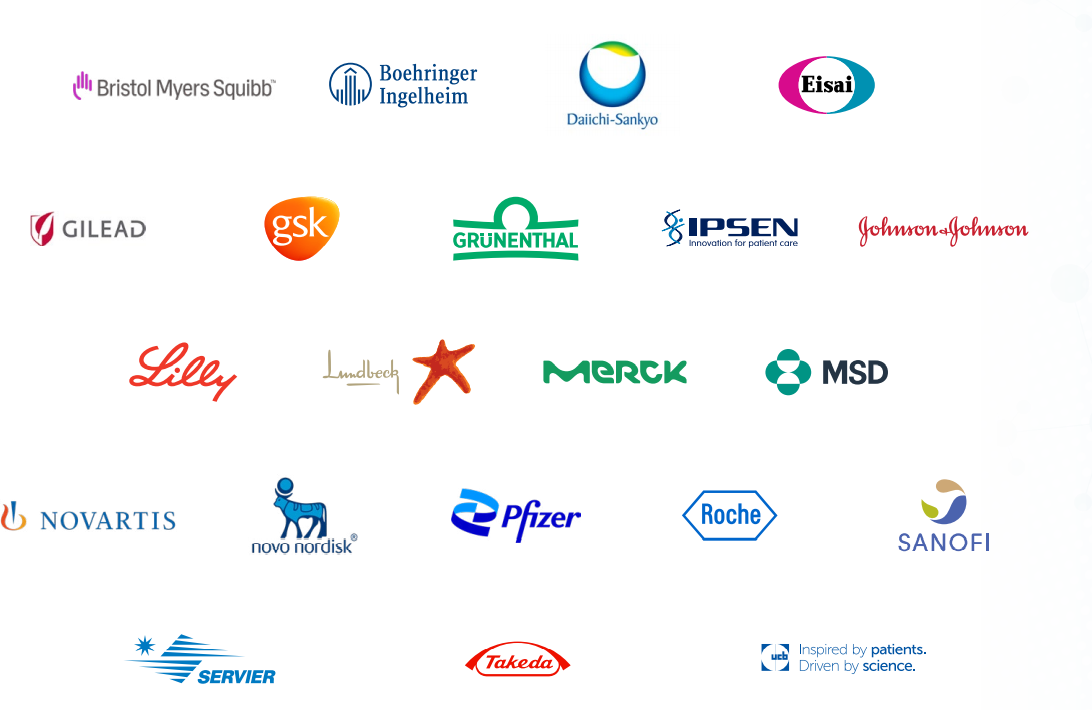 Bristol Myers Squibb™
Boehringer
Ingelheim
Daiichi-Sankyo
Eisai
GILEAD
gsk
GRÜNENTHAL
IPSEN
Innovation for patient care
Johnson&Johnson
Lilly
Lundbeck
MERCK
MSD
NOVARTIS
novo nordisk®
Pfizer
Roche
SANOFI
SERVIER
Takeda
ucb
Inspired by patients.
Driven by science.